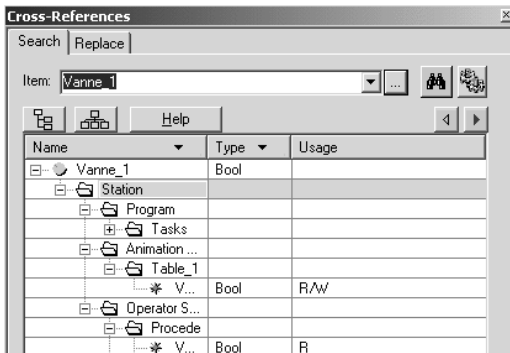 Cross-References
Search Replace
Item: Vanne_1 ...
Help
Name Type Usage
Vanne_1 Bool
Station
Program
Tasks
Animation ...
Table_1
V... Bool R/W
Operator S...
Procede
V... Bool R